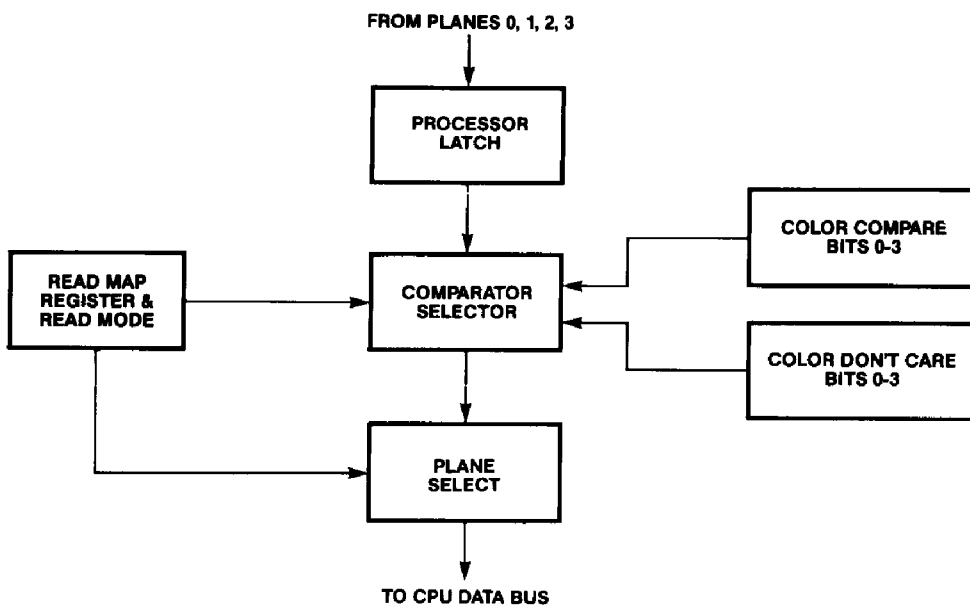 FROM PLANES 0, 1, 2, 3
PROCESSOR
LATCH
COLOR COMPARE
BITS 0-3
READ MAP
REGISTER &
READ MODE
COMPARATOR
SELECTOR
COLOR DON'T CARE
BITS 0-3
PLANE
SELECT
TO CPU DATA BUS